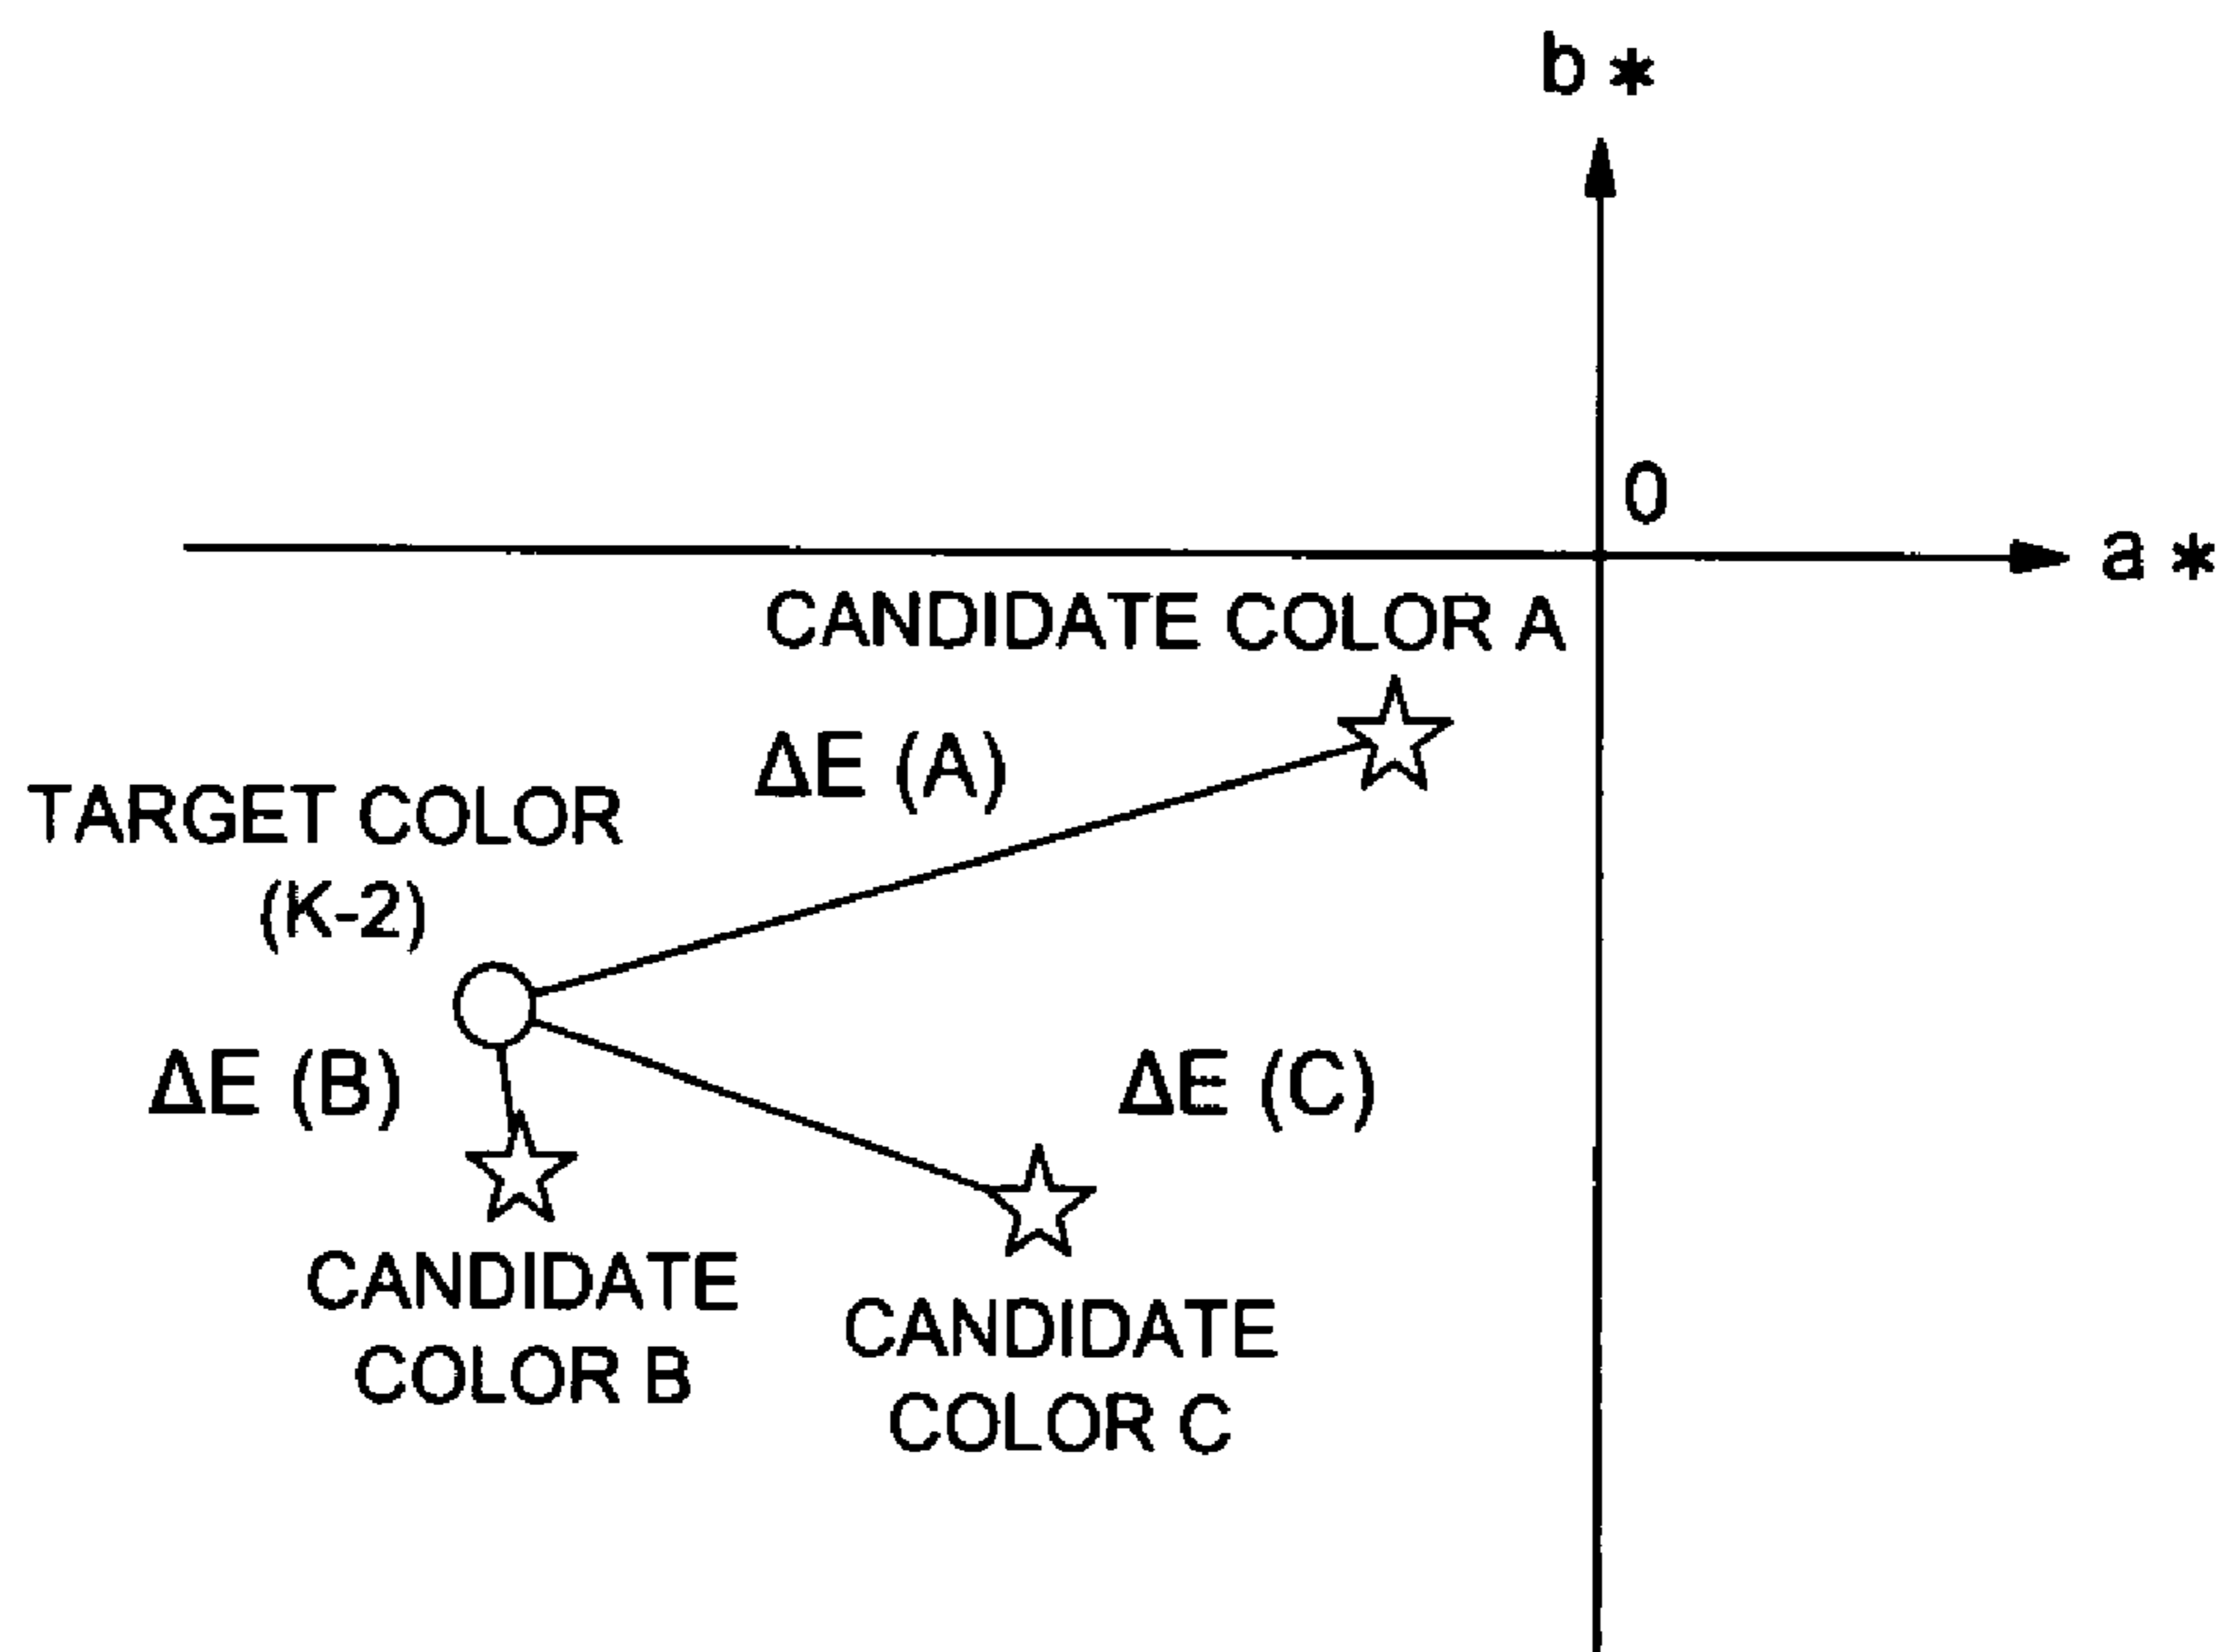 b *
0
a *
CANDIDATE COLOR A
ΔE (A)
TARGET COLOR
(K-2)
ΔE (B)
ΔE (C)
CANDIDATE
COLOR B
CANDIDATE
COLOR C